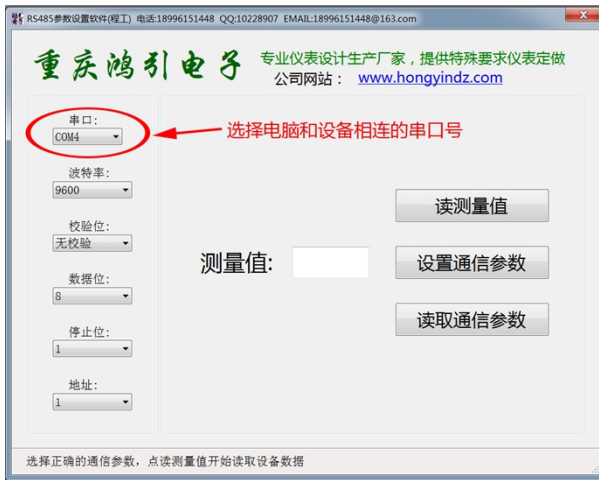 RS485参数设置软件(程工) 电话:18996151448 QQ:10228907 EMAIL:18996151448@163.com
重庆鸿引电子
专业仪表设计生产厂家，提供特殊要求仪表定做
公司网站： www.hongyindz.com
串口:
COM4
选择电脑和设备相连的串口号
波特率:
9600
读测量值
校验位:
无校验
测量值:
设置通信参数
数据位:
8
读取通信参数
停止位:
1
地址:
1
选择正确的通信参数，点读测量值开始读取设备数据